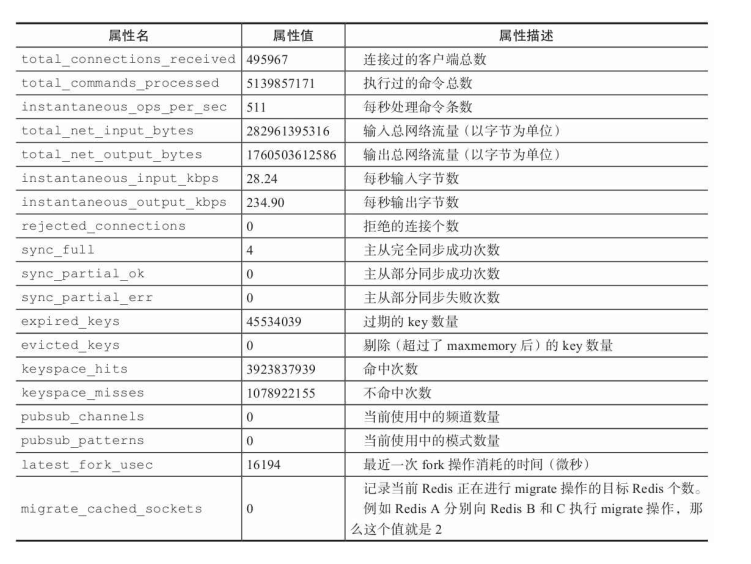 属性名 属性值 属性描述
total_connections_received 495967 连接过的客户端总数
total_commands_processed 5139857171 执行过的命令总数
instantaneous_ops_per_sec 511 每秒处理命令条数
total_net_input_bytes 282961395316 输入总网络流量（以字节为单位）
total_net_output_bytes 1760503612586 输出总网络流量（以字节为单位）
instantaneous_input_kbps 28.24 每秒输入字节数
instantaneous_output_kbps 234.90 每秒输出字节数
rejected_connections 0 拒绝的连接个数
sync_full 4 主从完全同步成功次数
sync_partial_ok 0 主从部分同步成功次数
sync_partial_err 0 主从部分同步失败次数
expired_keys 45534039 过期的 key 数量
evicted_keys 0 剔除（超过了 maxmemory 后）的 key 数量
keyspace_hits 3923837939 命中次数
keyspace_misses 1078922155 不命中次数
pubsub_channels 0 当前使用中的频道数量
pubsub_patterns 0 当前使用中的模式数量
latest_fork_usec 16194 最近一次 fork 操作消耗的时间（微秒）
migrate_cached_sockets 0 记录当前 Redis 正在进行 migrate 操作的目标 Redis 个数。
例如 Redis A 分别向 Redis B 和 C 执行 migrate 操作，那
么这个值就是 2